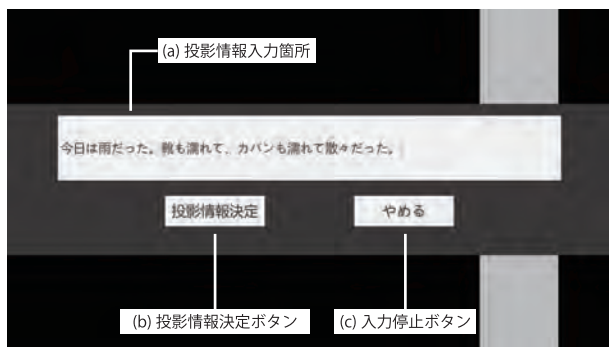 (a) 投影情報入力箇所
今日は雨だった。靴も濡れて、カバンも濡れて散々だった。
投影情報決定
やめる
(b) 投影情報決定ボタン
(c) 入力停止ボタン